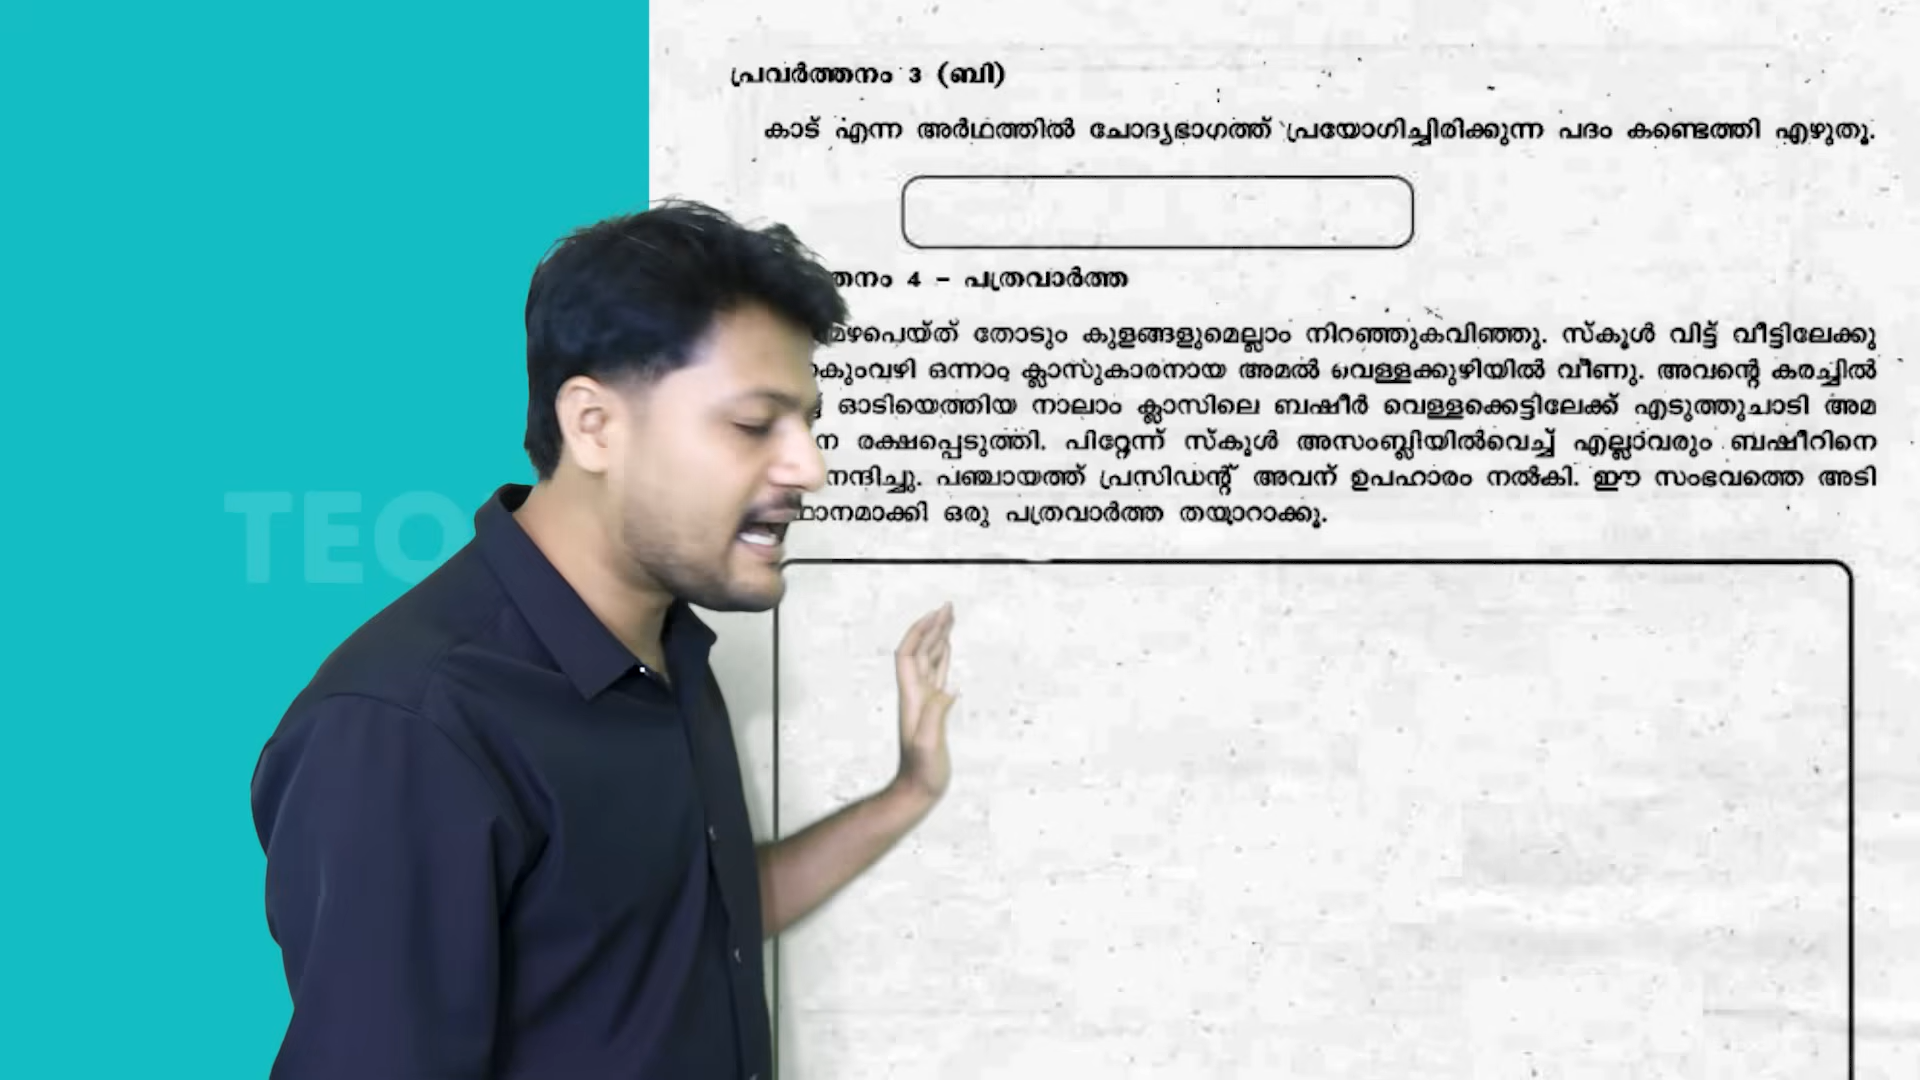 പ്രവർത്തനം 3 (ബി)
കാട് എന്ന അർഥത്തിൽ ചോദ്യഭാഗത്ത് പ്രയോഗിച്ചിരിക്കുന്ന പദം കണ്ടെത്തി എഴുതൂ.
തനം 4 - പത്രവാർത്ത
മഴപെയ്ത് തോടും കുളങ്ങളുമെല്ലാം നിറഞ്ഞുകവിഞ്ഞു. സ്കൂൾ വിട്ട് വീട്ടിലേക്കു
കുംവഴി ഒന്നാം ക്ലാസുകാരനായ അമൽ വെള്ളക്കുഴിയിൽ വീണു. അവന്റെ കരച്ചിൽ
ഓടിയെത്തിയ നാലാം ക്ലാസിലെ ബഷീർ വെള്ളക്കെട്ടിലേക്ക് എടുത്തുചാടി അമ
ന രക്ഷപ്പെടുത്തി. പിറ്റേന്ന് സ്കൂൾ അസംബ്ലിയിൽവെച്ച് എല്ലാവരും ബഷീറിനെ
നന്ദിച്ചു. പഞ്ചായത്ത് പ്രസിഡന്റ് അവന് ഉപഹാരം നൽകി. ഈ സംഭവത്തെ അടി
ഥാനമാക്കി ഒരു പത്രവാർത്ത തയ്യാറാക്കൂ.
TEO